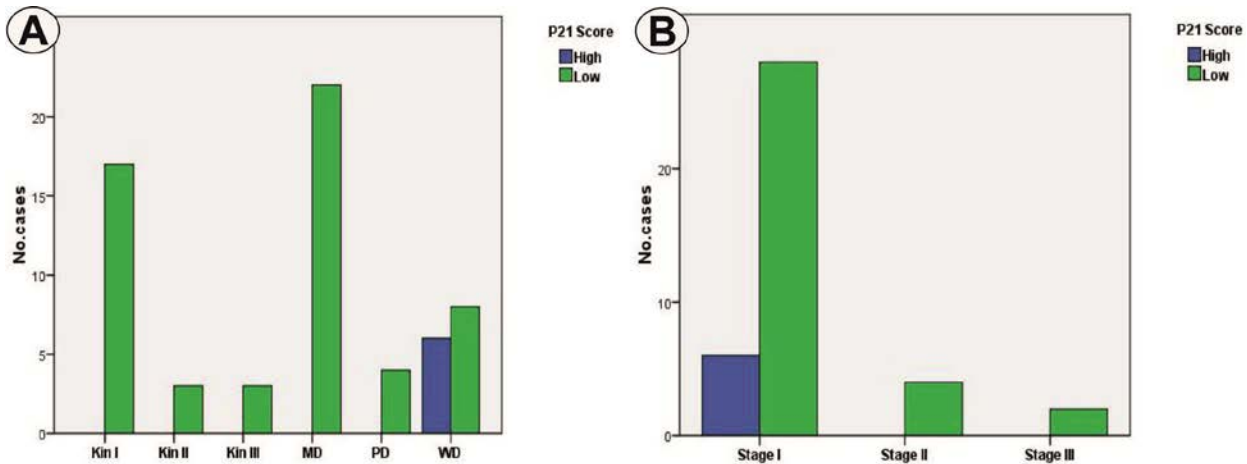 A
P21 Score
High
Low
No.cases
20
15
10
5
0
Kin I
Kin II
Kin III
MD
PD
WD
B
P21 Score
High
Low
No.cases
20
10
0
Stage I
Stage II
Stage III